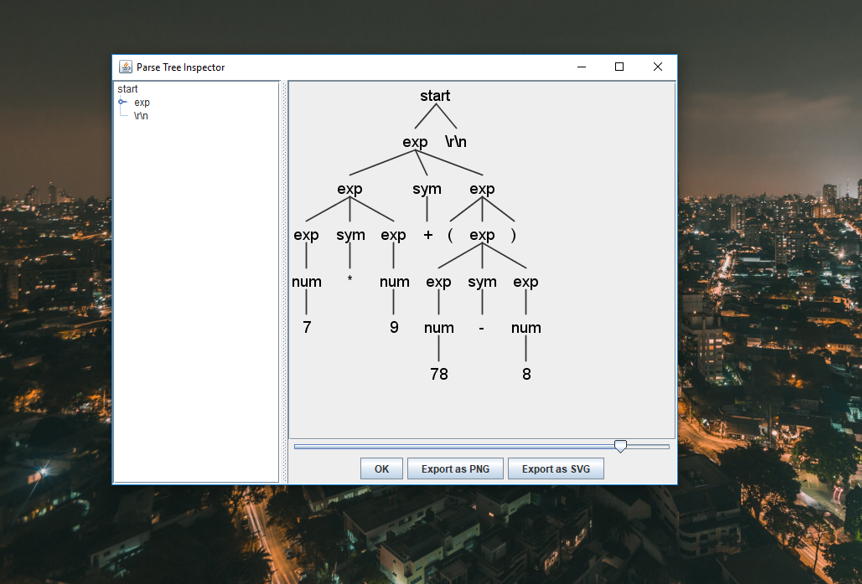 Parse Tree Inspector
start
exp
\r\n
start
exp \r\n
exp sym exp
exp sym exp + ( exp )
num * num exp sym exp
7 9 num - num
78 8
OK Export as PNG Export as SVG